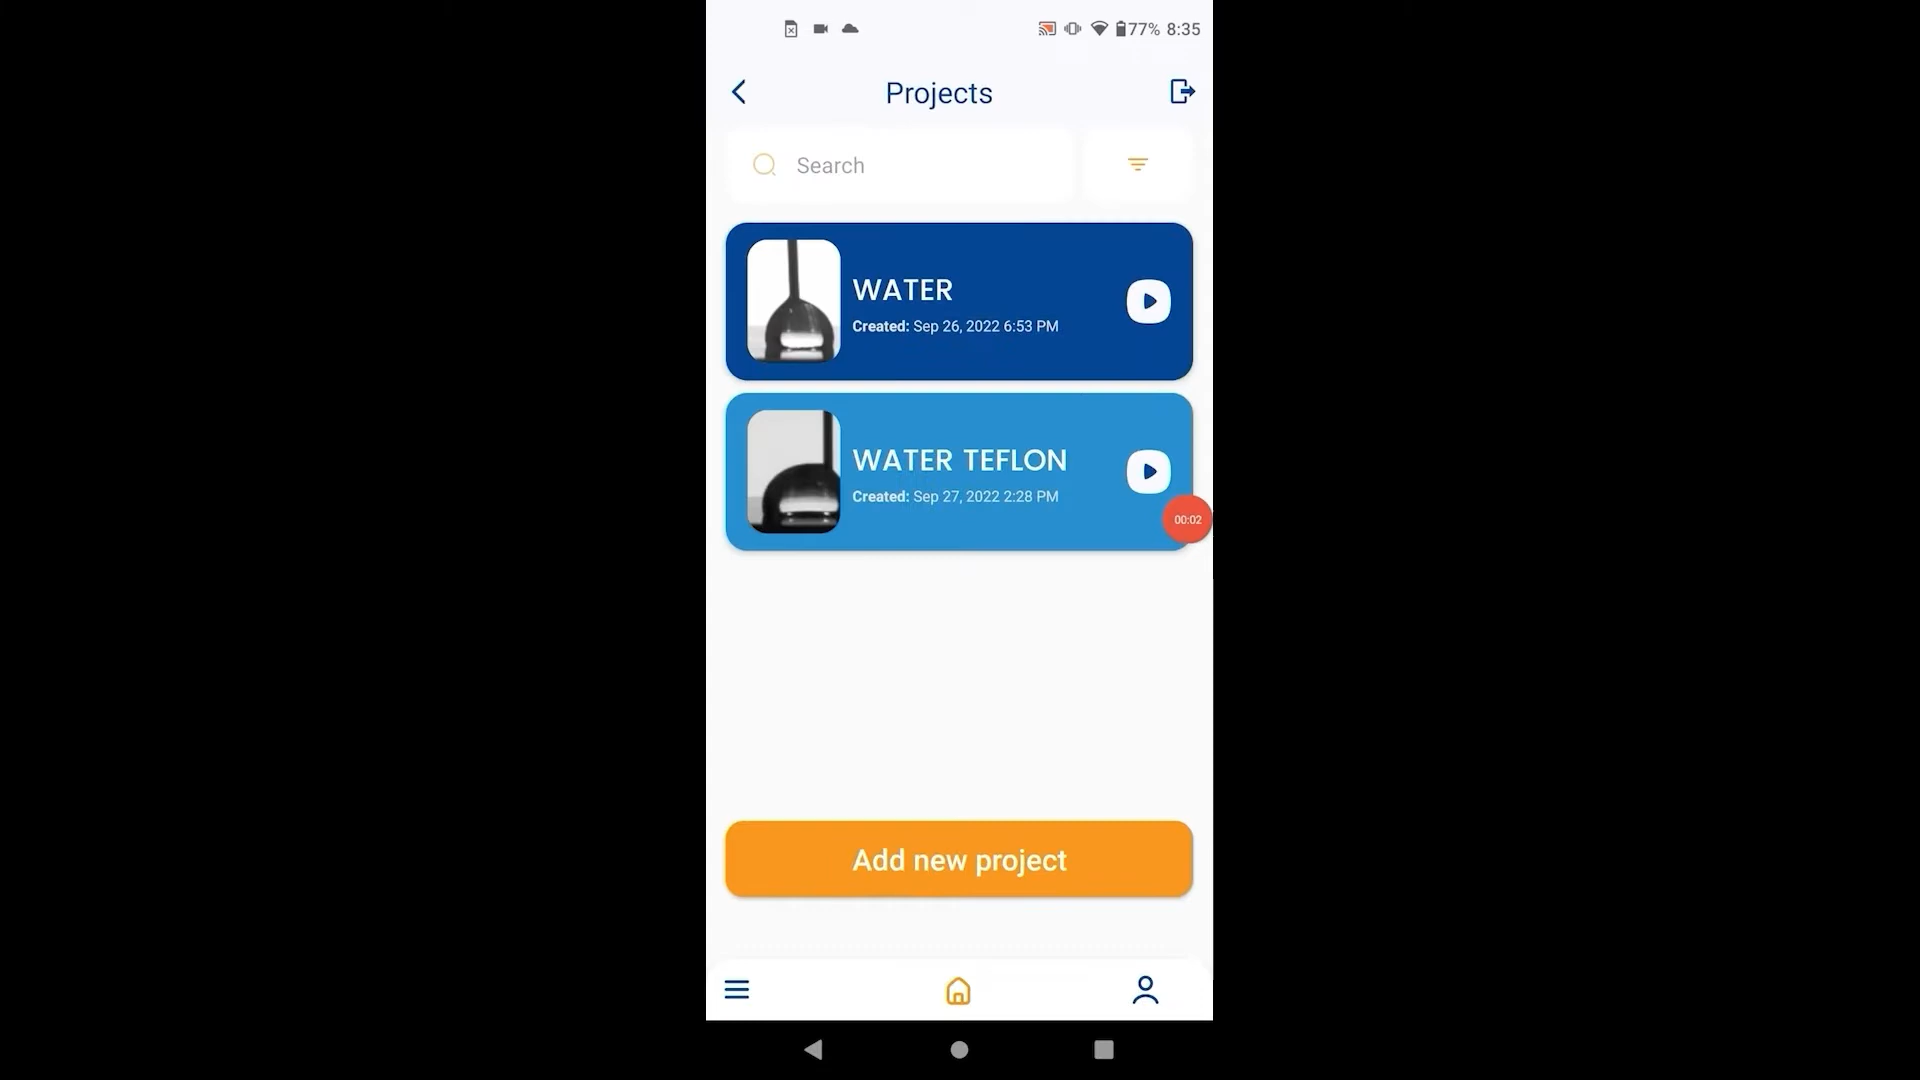 77% 8:35
Projects
Search
WATER
Created: Sep 26, 2022 6:53 PM
WATER TEFLON
Created: Sep 27, 2022 2:28 PM
00:02
Add new project